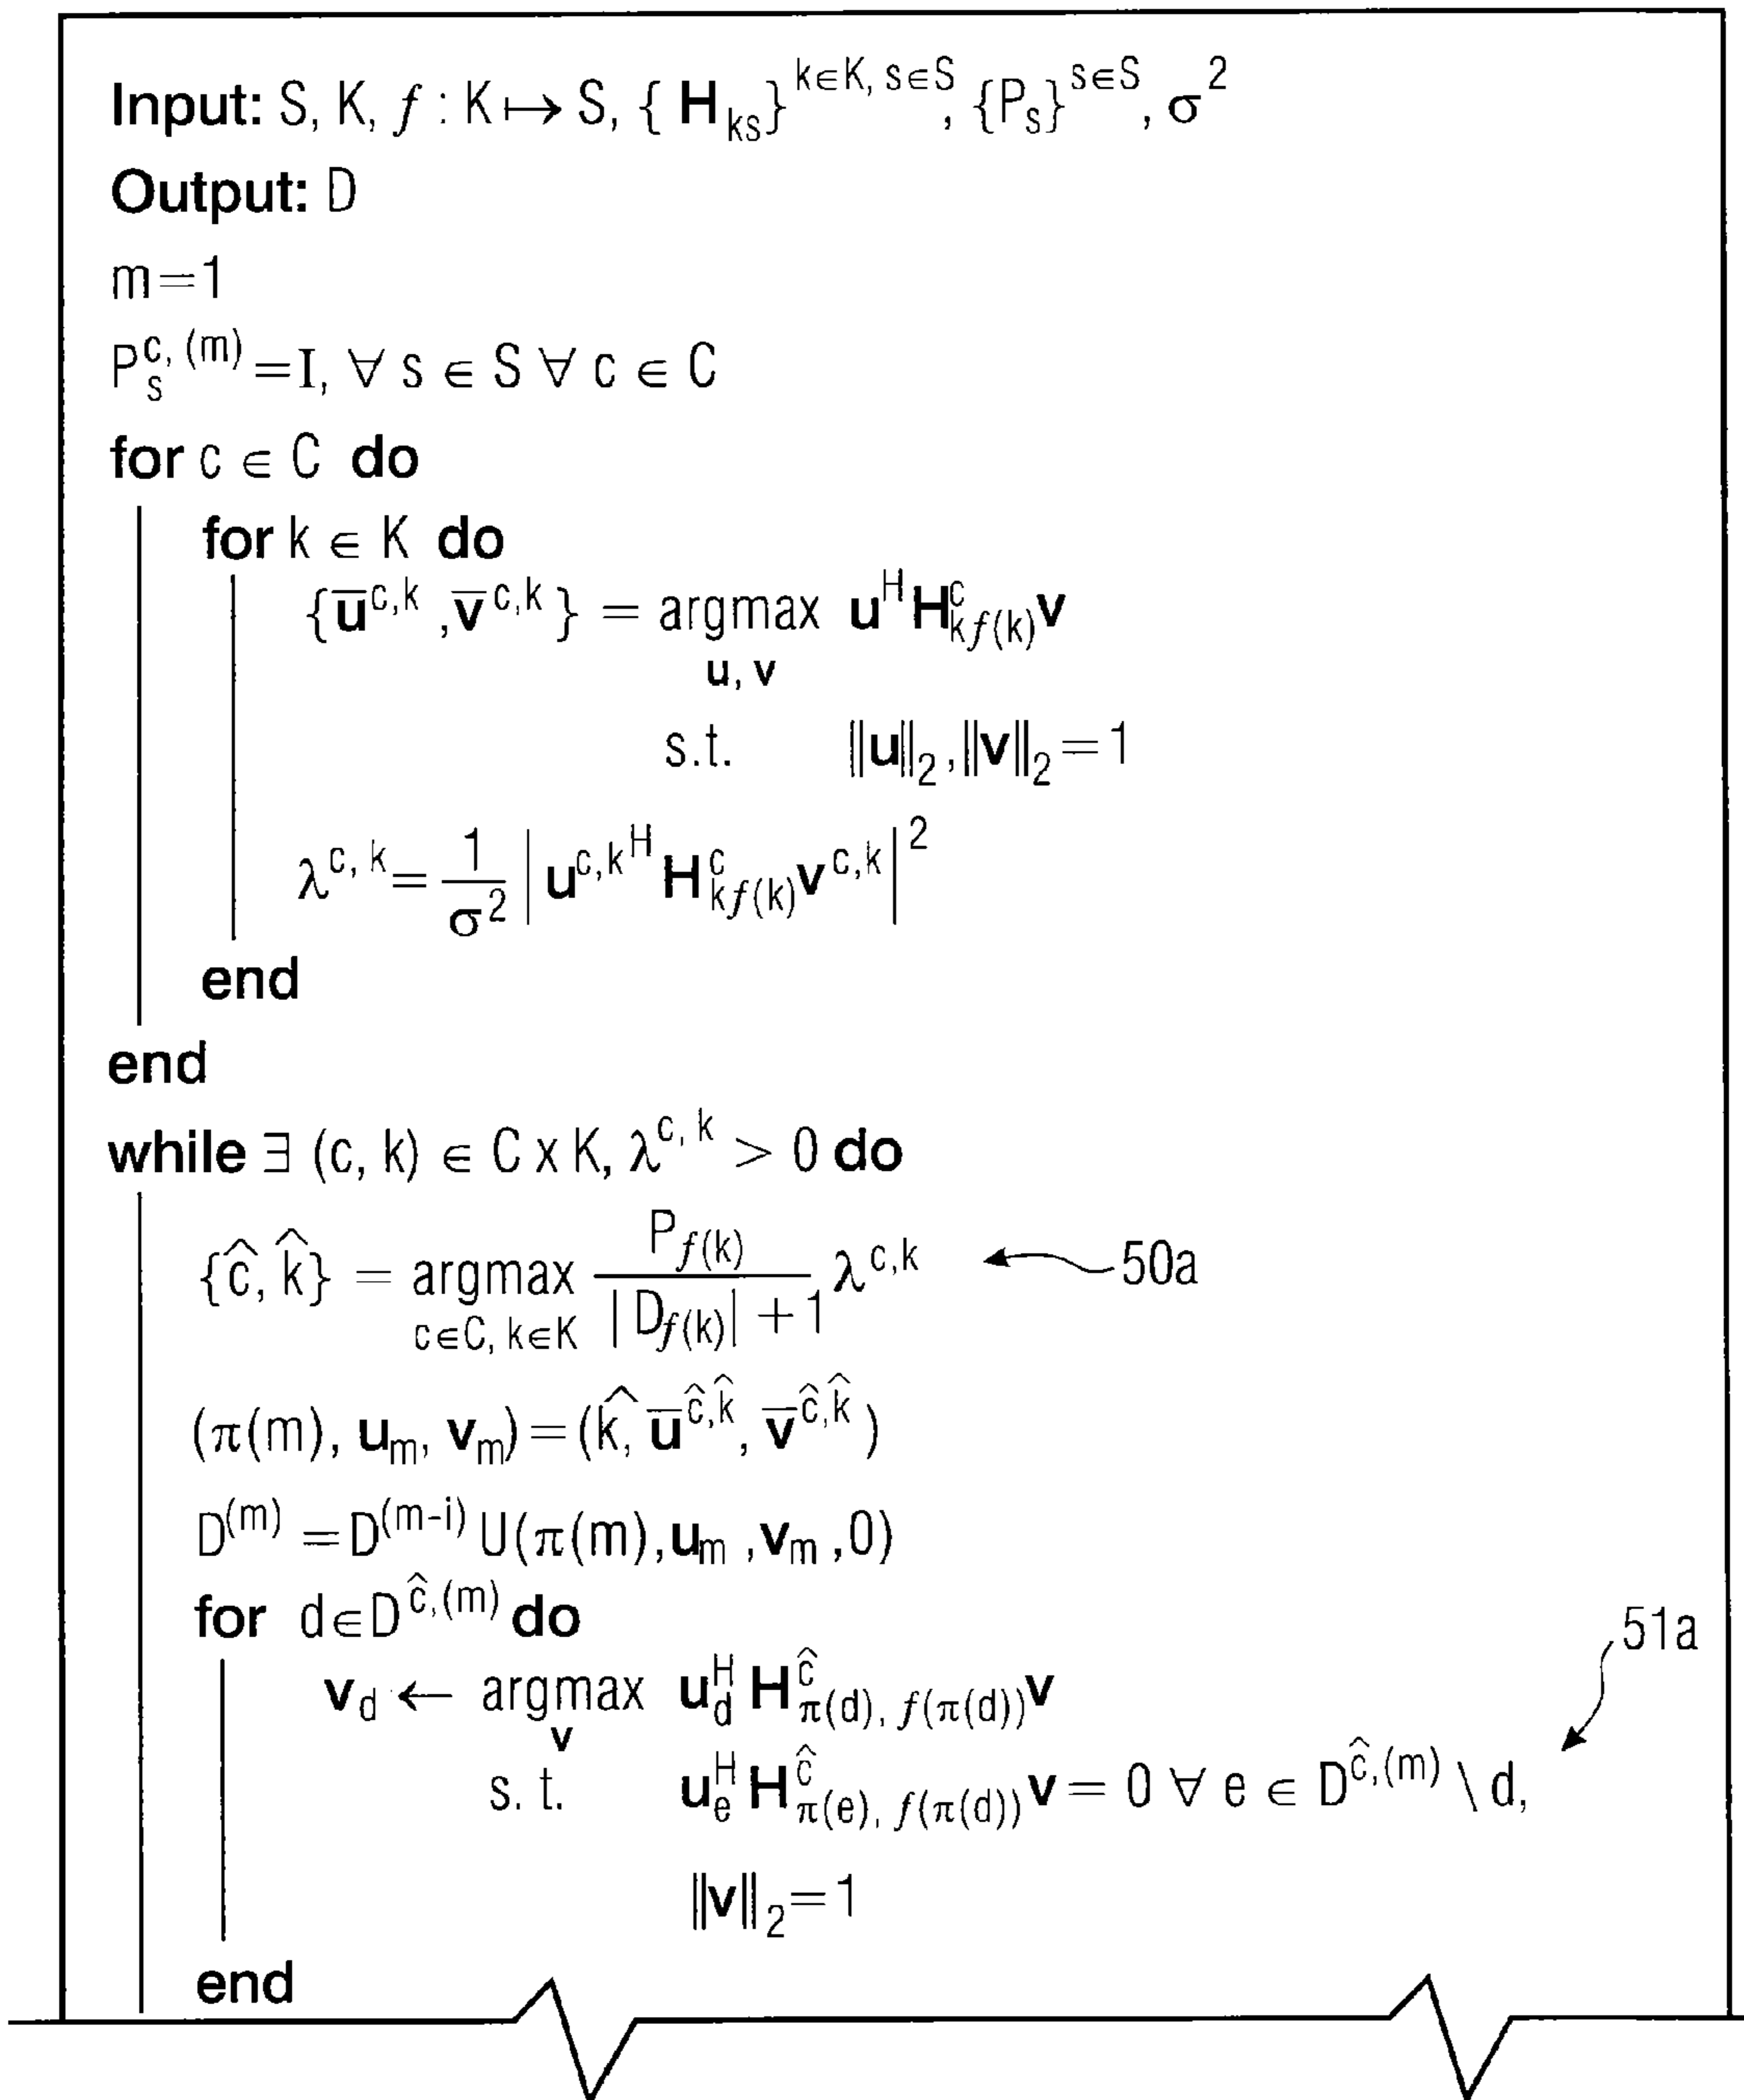 Input: S, K, f : K ↦ S, { H_{ks} }^{k∈K, s∈S}, {P_s}^{s∈S}, σ^2
Output: D
m=1
P_s^{c, (m)} = I, ∀ s ∈ S ∀ c ∈ C
for c ∈ C do
for k ∈ K do
{u̅^{c,k} , v̅^{c,k} } = argmax u^H H^c_{kf(k)} v
u, v
s.t. ||u||_2, ||v||_2 = 1
λ^{c, k} = 1/σ^2 | u^{c,k^H} H^c_{kf(k)} v^{c,k} |^2
end
end
while ∃ (c, k) ∈ C x K, λ^{c, k} > 0 do
{ĉ, k̂} = argmax P_{f(k)} / (| D_{f(k)} | + 1) λ^{c,k} 50a
c∈C, k∈K
(π(m), u_m, v_m) = (k̂, u̅^{ĉ,k̂}, v̅^{ĉ,k̂} )
D^{(m)} = D^{(m-i)} U(π(m), u_m , v_m , 0)
for d∈D^{ĉ,(m)} do
51a
v_d ← argmax u_d^H H^ĉ_{π(d), f(π(d))} v
v
s. t. u_e^H H^ĉ_{π(e), f(π(d))} v = 0 ∀ e ∈ D^{ĉ,(m)} \ d,
||v||_2 = 1
end